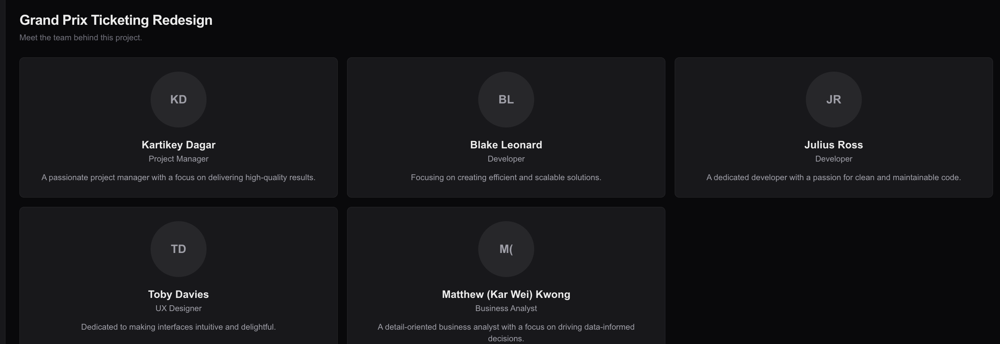 Grand Prix Ticketing Redesign
Meet the team behind this project.
KD
Kartikey Dagar
Project Manager
A passionate project manager with a focus on delivering high-quality results.
BL
Blake Leonard
Developer
Focusing on creating efficient and scalable solutions.
JR
Julius Ross
Developer
A dedicated developer with a passion for clean and maintainable code.
TD
Toby Davies
UX Designer
Dedicated to making interfaces intuitive and delightful.
M(
Matthew (Kar Wei) Kwong
Business Analyst
A detail-oriented business analyst with a focus on driving data-informed
decisions.